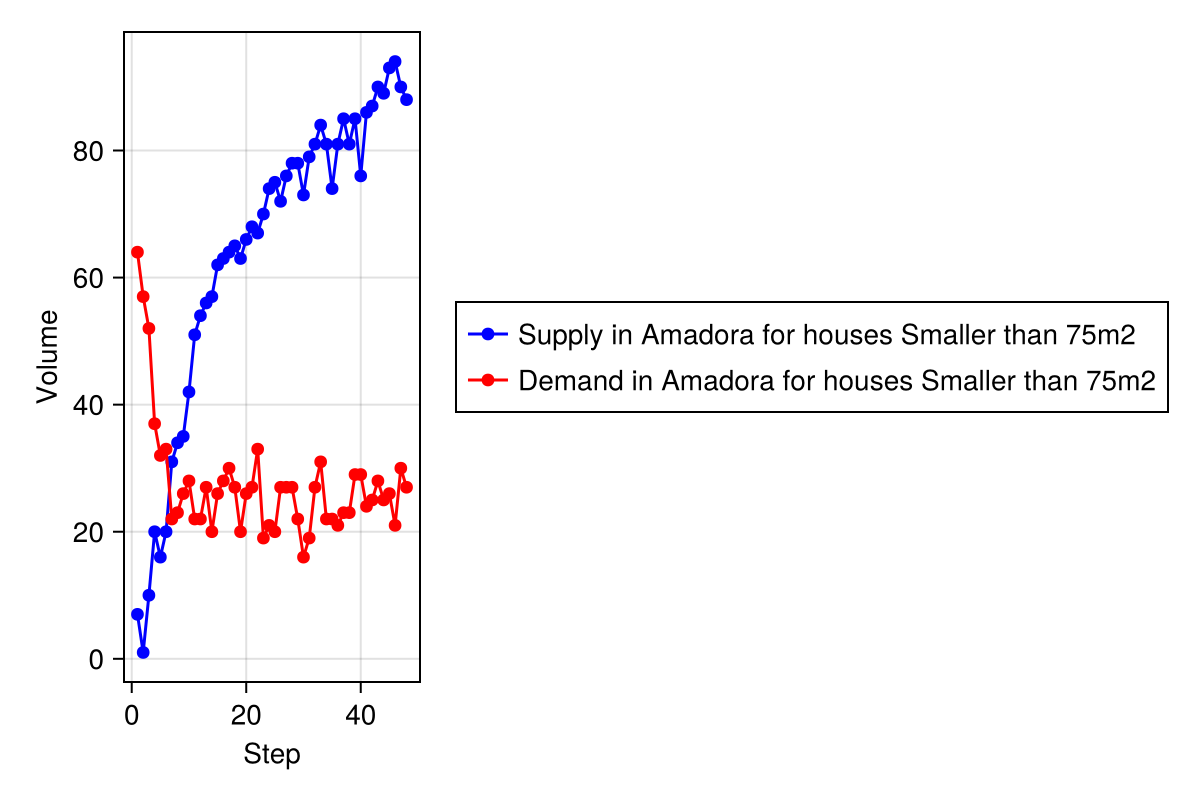 Volume
80
60
40
20
0
0 20 40
Step
Supply in Amadora for houses Smaller than 75m2
Demand in Amadora for houses Smaller than 75m2